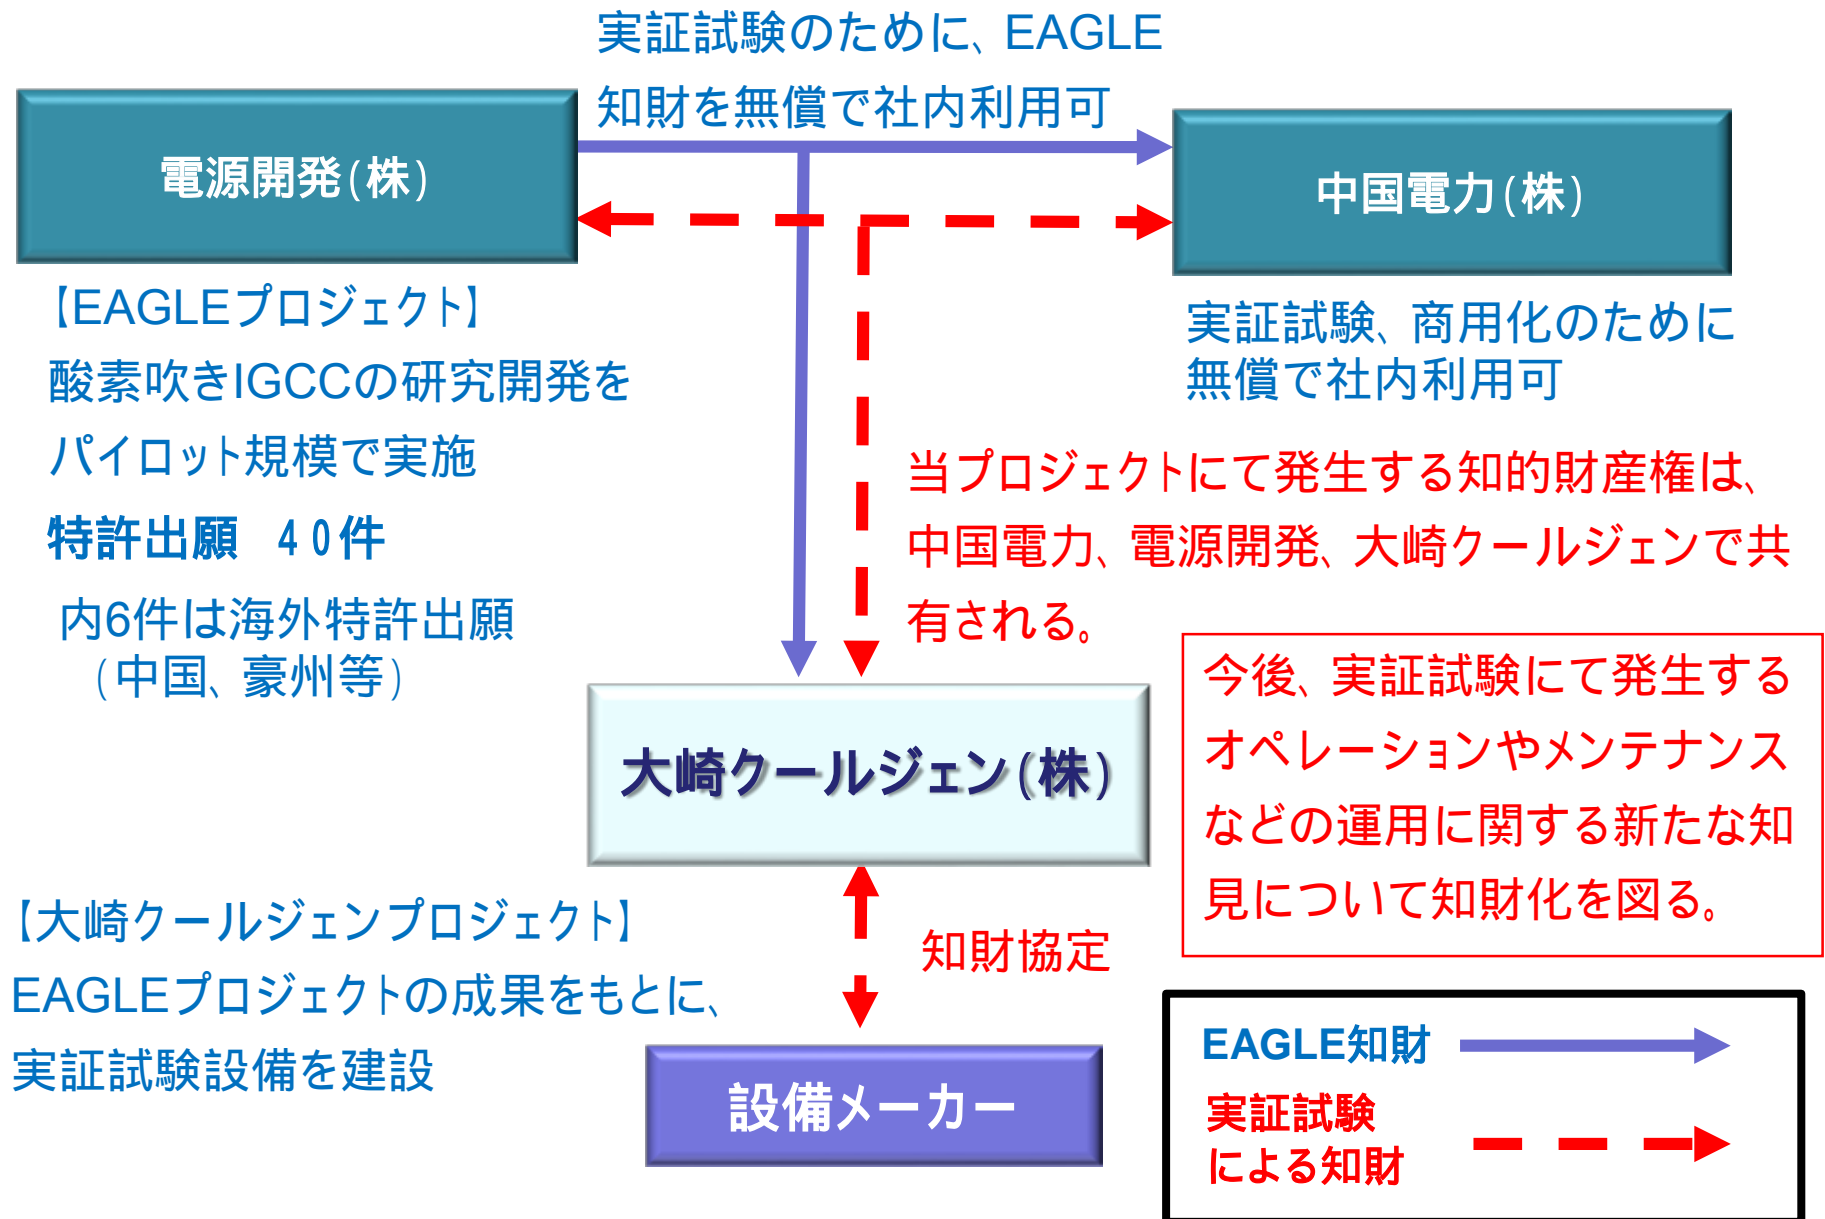 実証試験のために、EAGLE
知財を無償で社内利用可
電源開発(株)
中国電力(株)
【EAGLEプロジェクト】
酸素吹きIGCCの研究開発を
パイロット規模で実施
特許出願　４０件
内6件は海外特許出願
（中国、豪州等）
実証試験、商用化のために
無償で社内利用可
当プロジェクトにて発生する知的財産権は、
中国電力、電源開発、大崎クールジェンで共
有される。
今後、実証試験にて発生する
オペレーションやメンテナンス
などの運用に関する新たな知
見について知財化を図る。
大崎クールジェン(株)
【大崎クールジェンプロジェクト】
EAGLEプロジェクトの成果をもとに、
実証試験設備を建設
知財協定
設備メーカー
EAGLE知財
実証試験
による知財